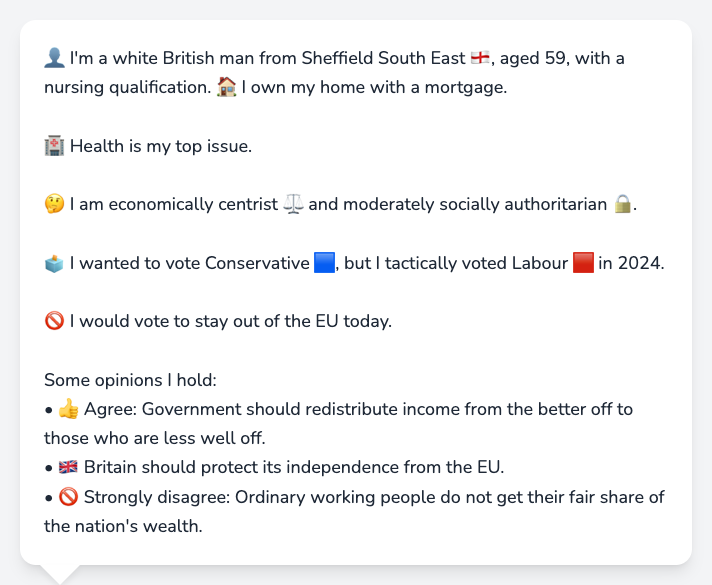 👤 I'm a white British man from Sheffield South East 🏴󠁧󠁢󠁥󠁮󠁧󠁿, aged 59, with a
nursing qualification. 🏠 I own my home with a mortgage.
🏥 Health is my top issue.
🤔 I am economically centrist ⚖️ and moderately socially authoritarian 🔒.
🗳️ I wanted to vote Conservative 🟦, but I tactically voted Labour 🟥 in 2024.
🚫 I would vote to stay out of the EU today.
Some opinions I hold:
• 👍 Agree: Government should redistribute income from the better off to
those who are less well off.
• 🇬🇧 Britain should protect its independence from the EU.
• 🚫 Strongly disagree: Ordinary working people do not get their fair share of
the nation's wealth.